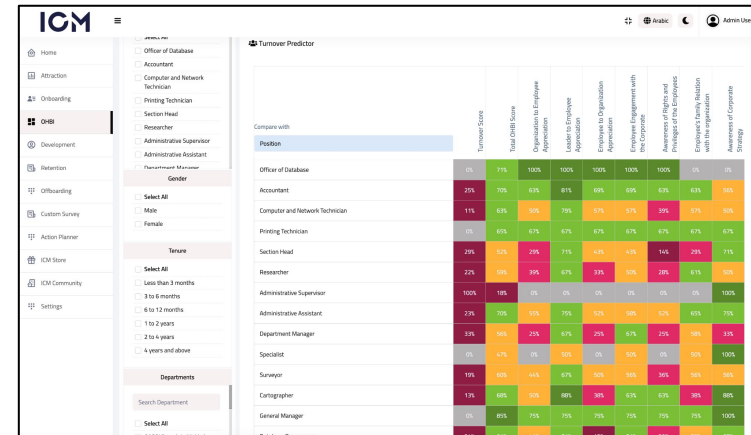 ICM
Arabic
Admin Use
Home
Attraction
Onboarding
OHBI
Development
Retention
Offboarding
Custom Survey
Action Planner
ICM Store
ICM Community
Settings
Select All
Officer of Database
Accountant
Computer and Network
Technician
Printing Technician
Section Head
Researcher
Administrative Supervisor
Administrative Assistant
Department Manager
Gender
Select All
Male
Female
Tenure
Select All
Less than 3 months
3 to 6 months
6 to 12 months
1 to 2 years
2 to 4 years
4 years and above
Departments
Search Department
Select All
Turnover Predictor
Compare with
Position
Turnover Score
Total OHBI Score
Organization to Employee
Appreciation
Leader to Employee
Appreciation
Employee to Organization
Appreciation
Employee Engagement with
the Corporate
Awareness of Rights and
Privileges of the Employees
Employee's family Relation
with the organization
Awareness of Corporate
Strategy
Officer of Database 0% 71% 100% 100% 100% 100% 100% 0% 0%
Accountant 25% 70% 63% 81% 69% 69% 63% 63% 56%
Computer and Network Technician 11% 63% 50% 79% 57% 57% 39% 57% 50%
Printing Technician 0% 65% 67% 67% 67% 67% 67% 67% 67%
Section Head 29% 52% 29% 71% 43% 43% 14% 29% 71%
Researcher 22% 58% 39% 67% 33% 50% 28% 61% 50%
Administrative Supervisor 100% 18% 0% 0% 0% 0% 0% 0% 100%
Administrative Assistant 23% 70% 55% 75% 52% 58% 52% 65% 75%
Department Manager 33% 56% 25% 67% 25% 67% 25% 58% 33%
Specialist 0% 47% 0% 50% 0% 50% 0% 50% 100%
Surveyor 19% 60% 44% 67% 50% 56% 36% 56% 56%
Cartographer 13% 68% 50% 88% 38% 63% 63% 38% 88%
General Manager 0% 85% 75% 75% 75% 75% 75% 75% 100%